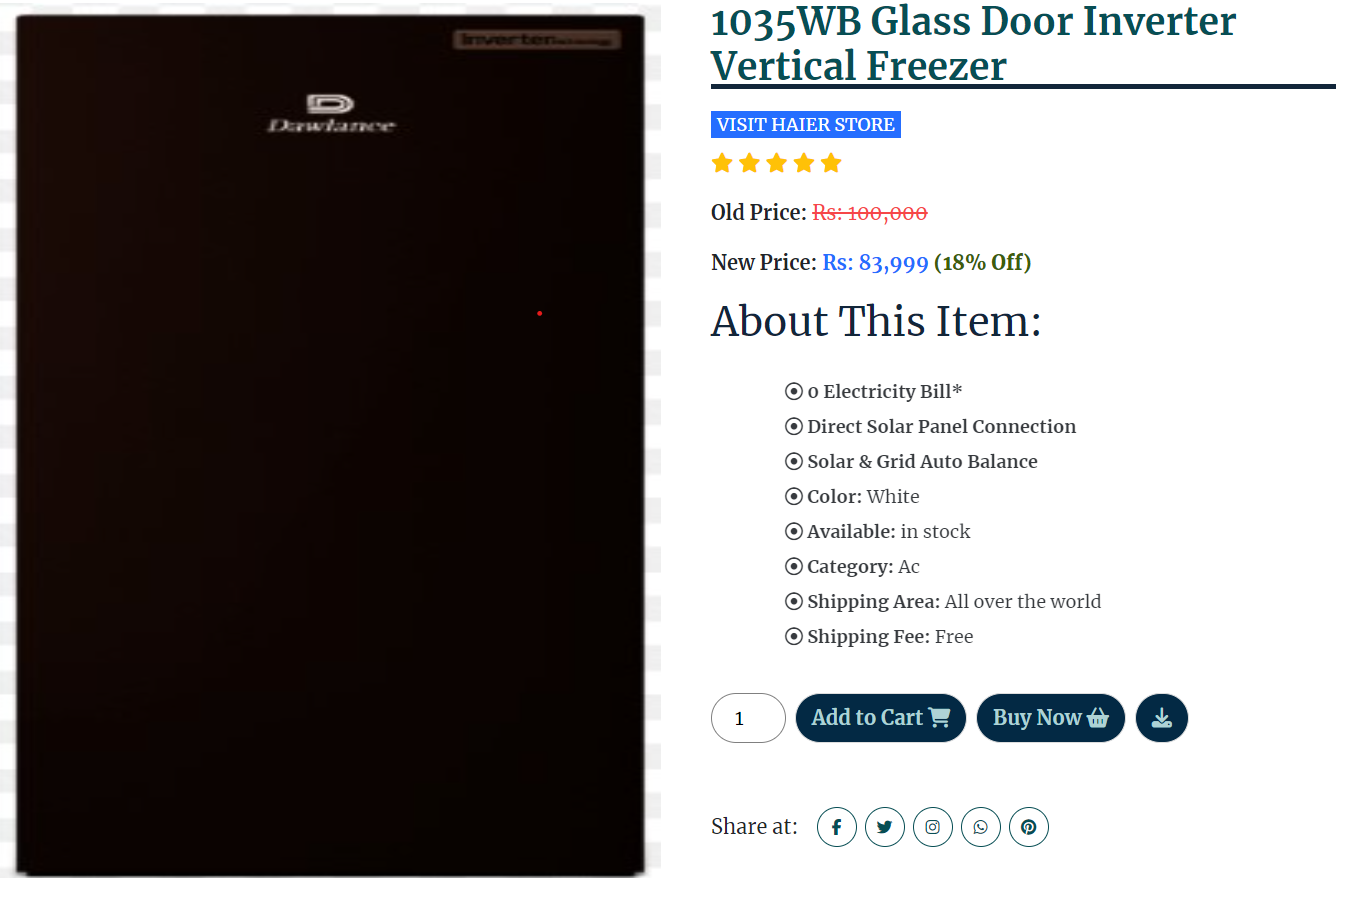 Inverter
Dawlance
1035WB Glass Door Inverter
Vertical Freezer
VISIT HAIER STORE
Old Price: Rs: 100,000
New Price: Rs: 83,999 (18% Off)
About This Item:
0 Electricity Bill*
Direct Solar Panel Connection
Solar & Grid Auto Balance
Color: White
Available: in stock
Category: Ac
Shipping Area: All over the world
Shipping Fee: Free
1
Add to Cart
Buy Now
Share at: